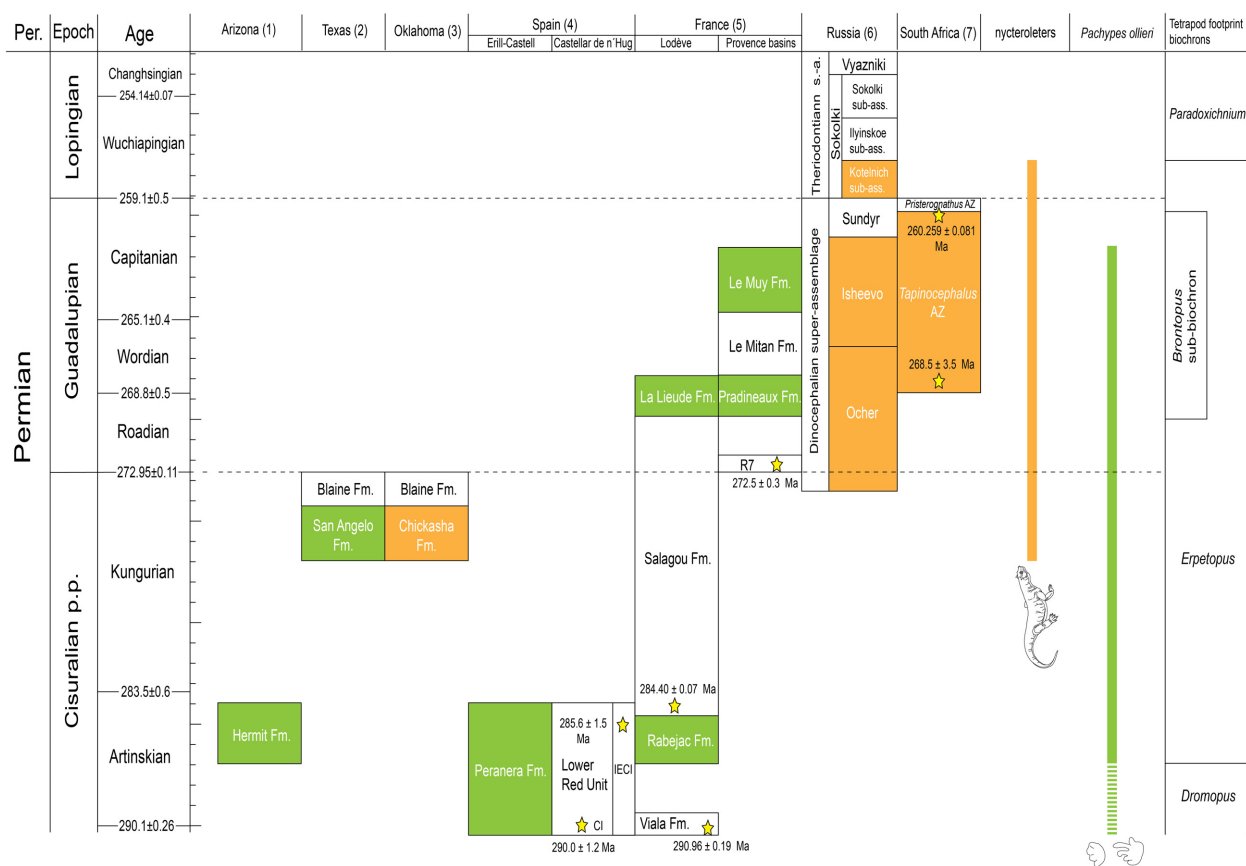 Per.
Epoch
Age
Arizona (1)
Texas (2)
Oklahoma (3)
Spain (4)
Erill-Castell
Castellar de n´Hug
France (5)
Lodève
Provence basins
Russia (6)
South Africa (7)
nycteroleters
Pachypes ollieri
Tetrapod footprint
biochrons
Permian
Lopingian
Guadalupian
Cisuralian p.p.
Changhsingian
254.14±0.07
Wuchiapingian
259.1±0.5
Capitanian
265.1±0.4
Wordian
268.8±0.5
Roadian
272.95±0.11
Kungurian
283.5±0.6
Artinskian
290.1±0.26
Hermit Fm.
Blaine Fm.
San Angelo
Fm.
Blaine Fm.
Chickasha
Fm.
Peranera Fm.
285.6 ± 1.5
Ma
Lower
Red Unit
IECI
CI
290.0 ± 1.2 Ma
La Lieude Fm.
Salagou Fm.
284.40 ± 0.07 Ma
Rabejac Fm.
Viala Fm.
290.96 ± 0.19 Ma
Le Muy Fm.
Le Mitan Fm.
Pradineaux Fm.
R7
272.5 ± 0.3 Ma
Theriodontiann s.-a.
Dinocephalian super-assemblage
Vyazniki
Sokolki
Sokolki
sub-ass.
Ilyinskoe
sub-ass.
Kotelnich
sub-ass.
Sundyr
Isheevo
Ocher
Pristerognathus AZ
260.259 ± 0.081
Ma
Tapinocephalus
AZ
268.5 ± 3.5 Ma
Paradoxichnium
Brontopus
sub-biochron
Erpetopus
Dromopus